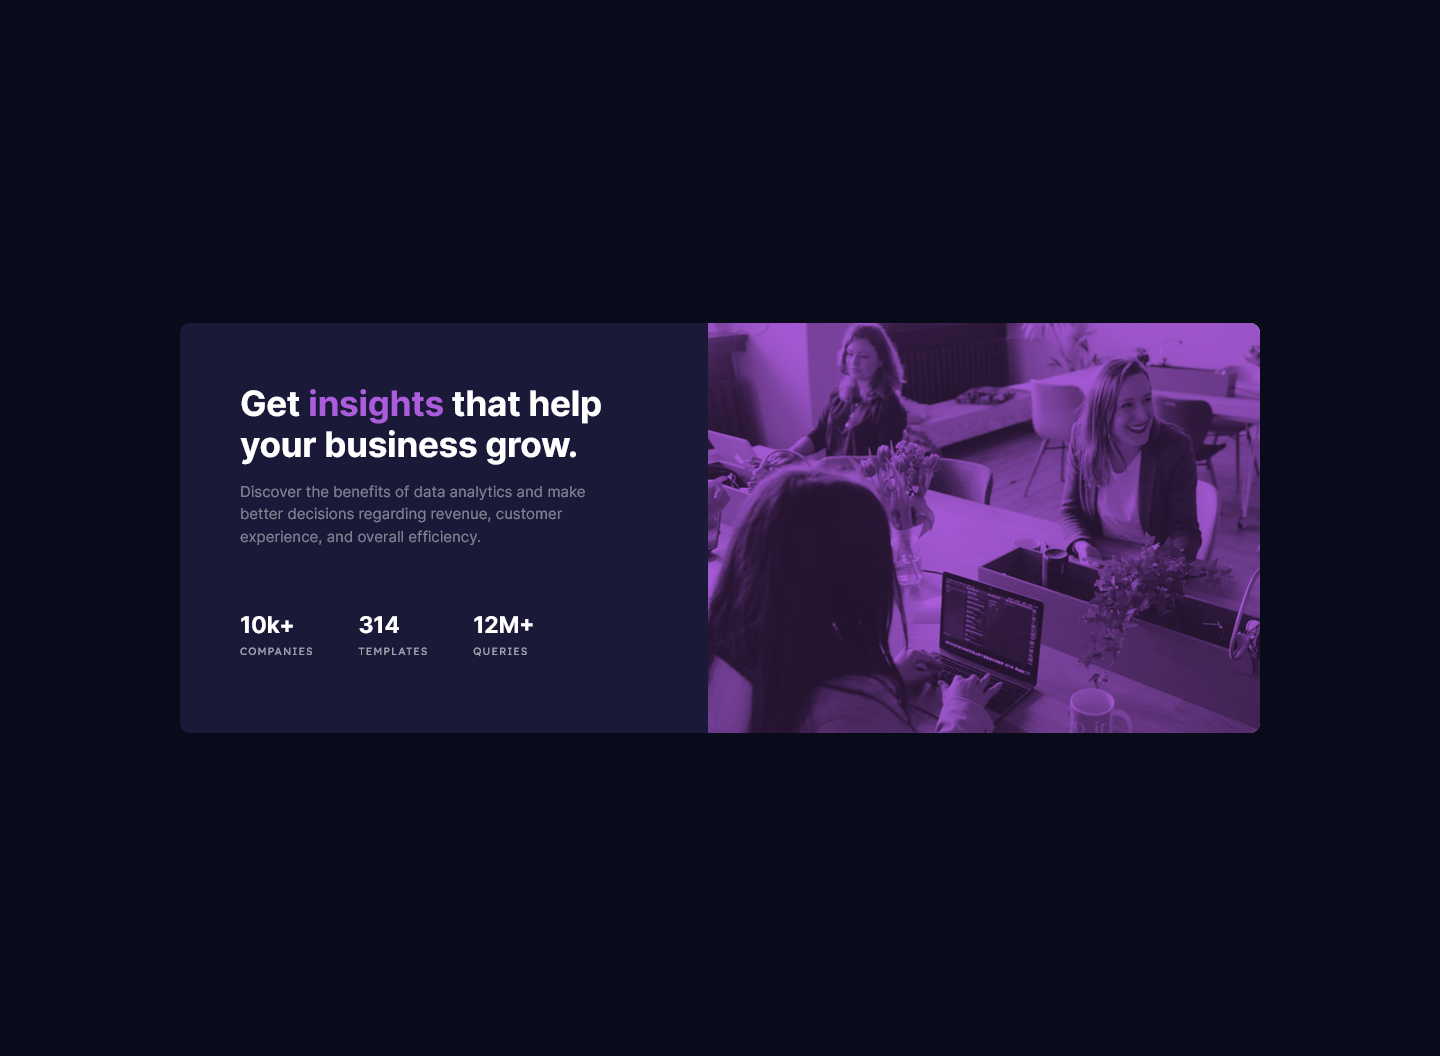 Get insights that help
your business grow.
Discover the benefits of data analytics and make
better decisions regarding revenue, customer
experience, and overall efficiency.
10k+ 314 12M+
COMPANIES TEMPLATES QUERIES